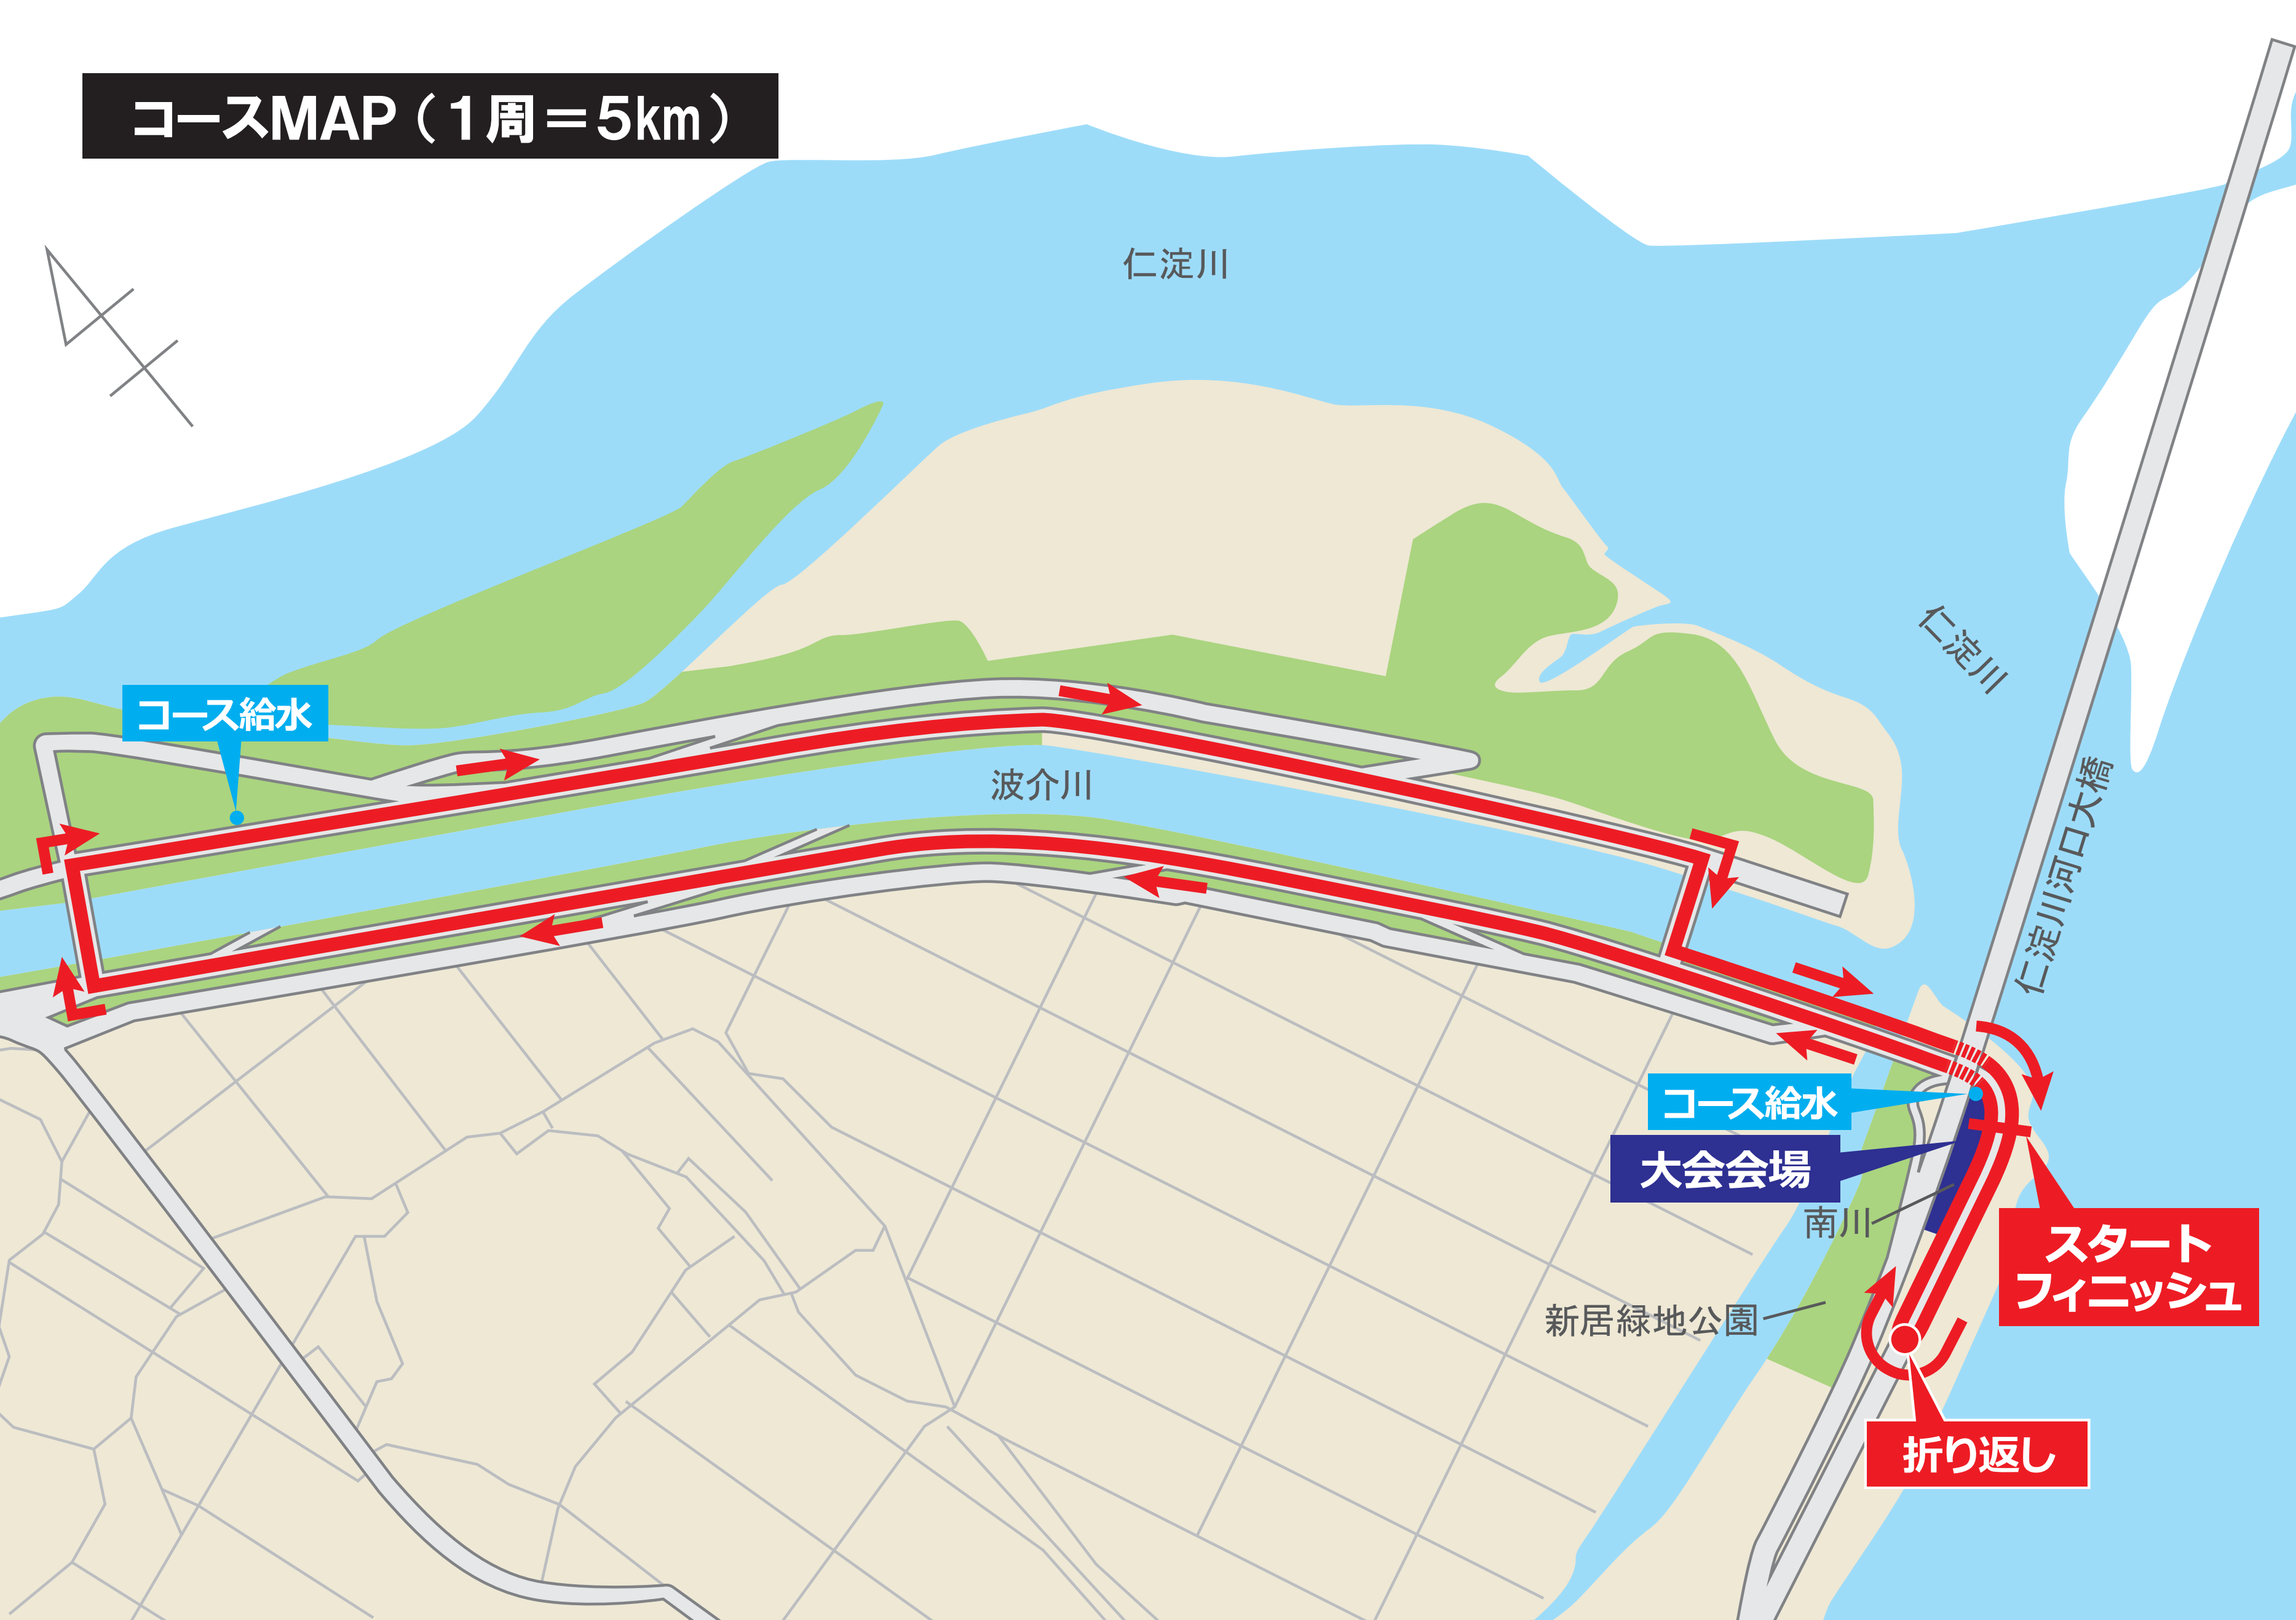 コースMAP（1周＝5km）
仁淀川
仁淀川
コース給水
波介川
仁淀川河口大橋
コース給水
大会会場
南川
スタート
フィニッシュ
新居緑地公園
折り返し